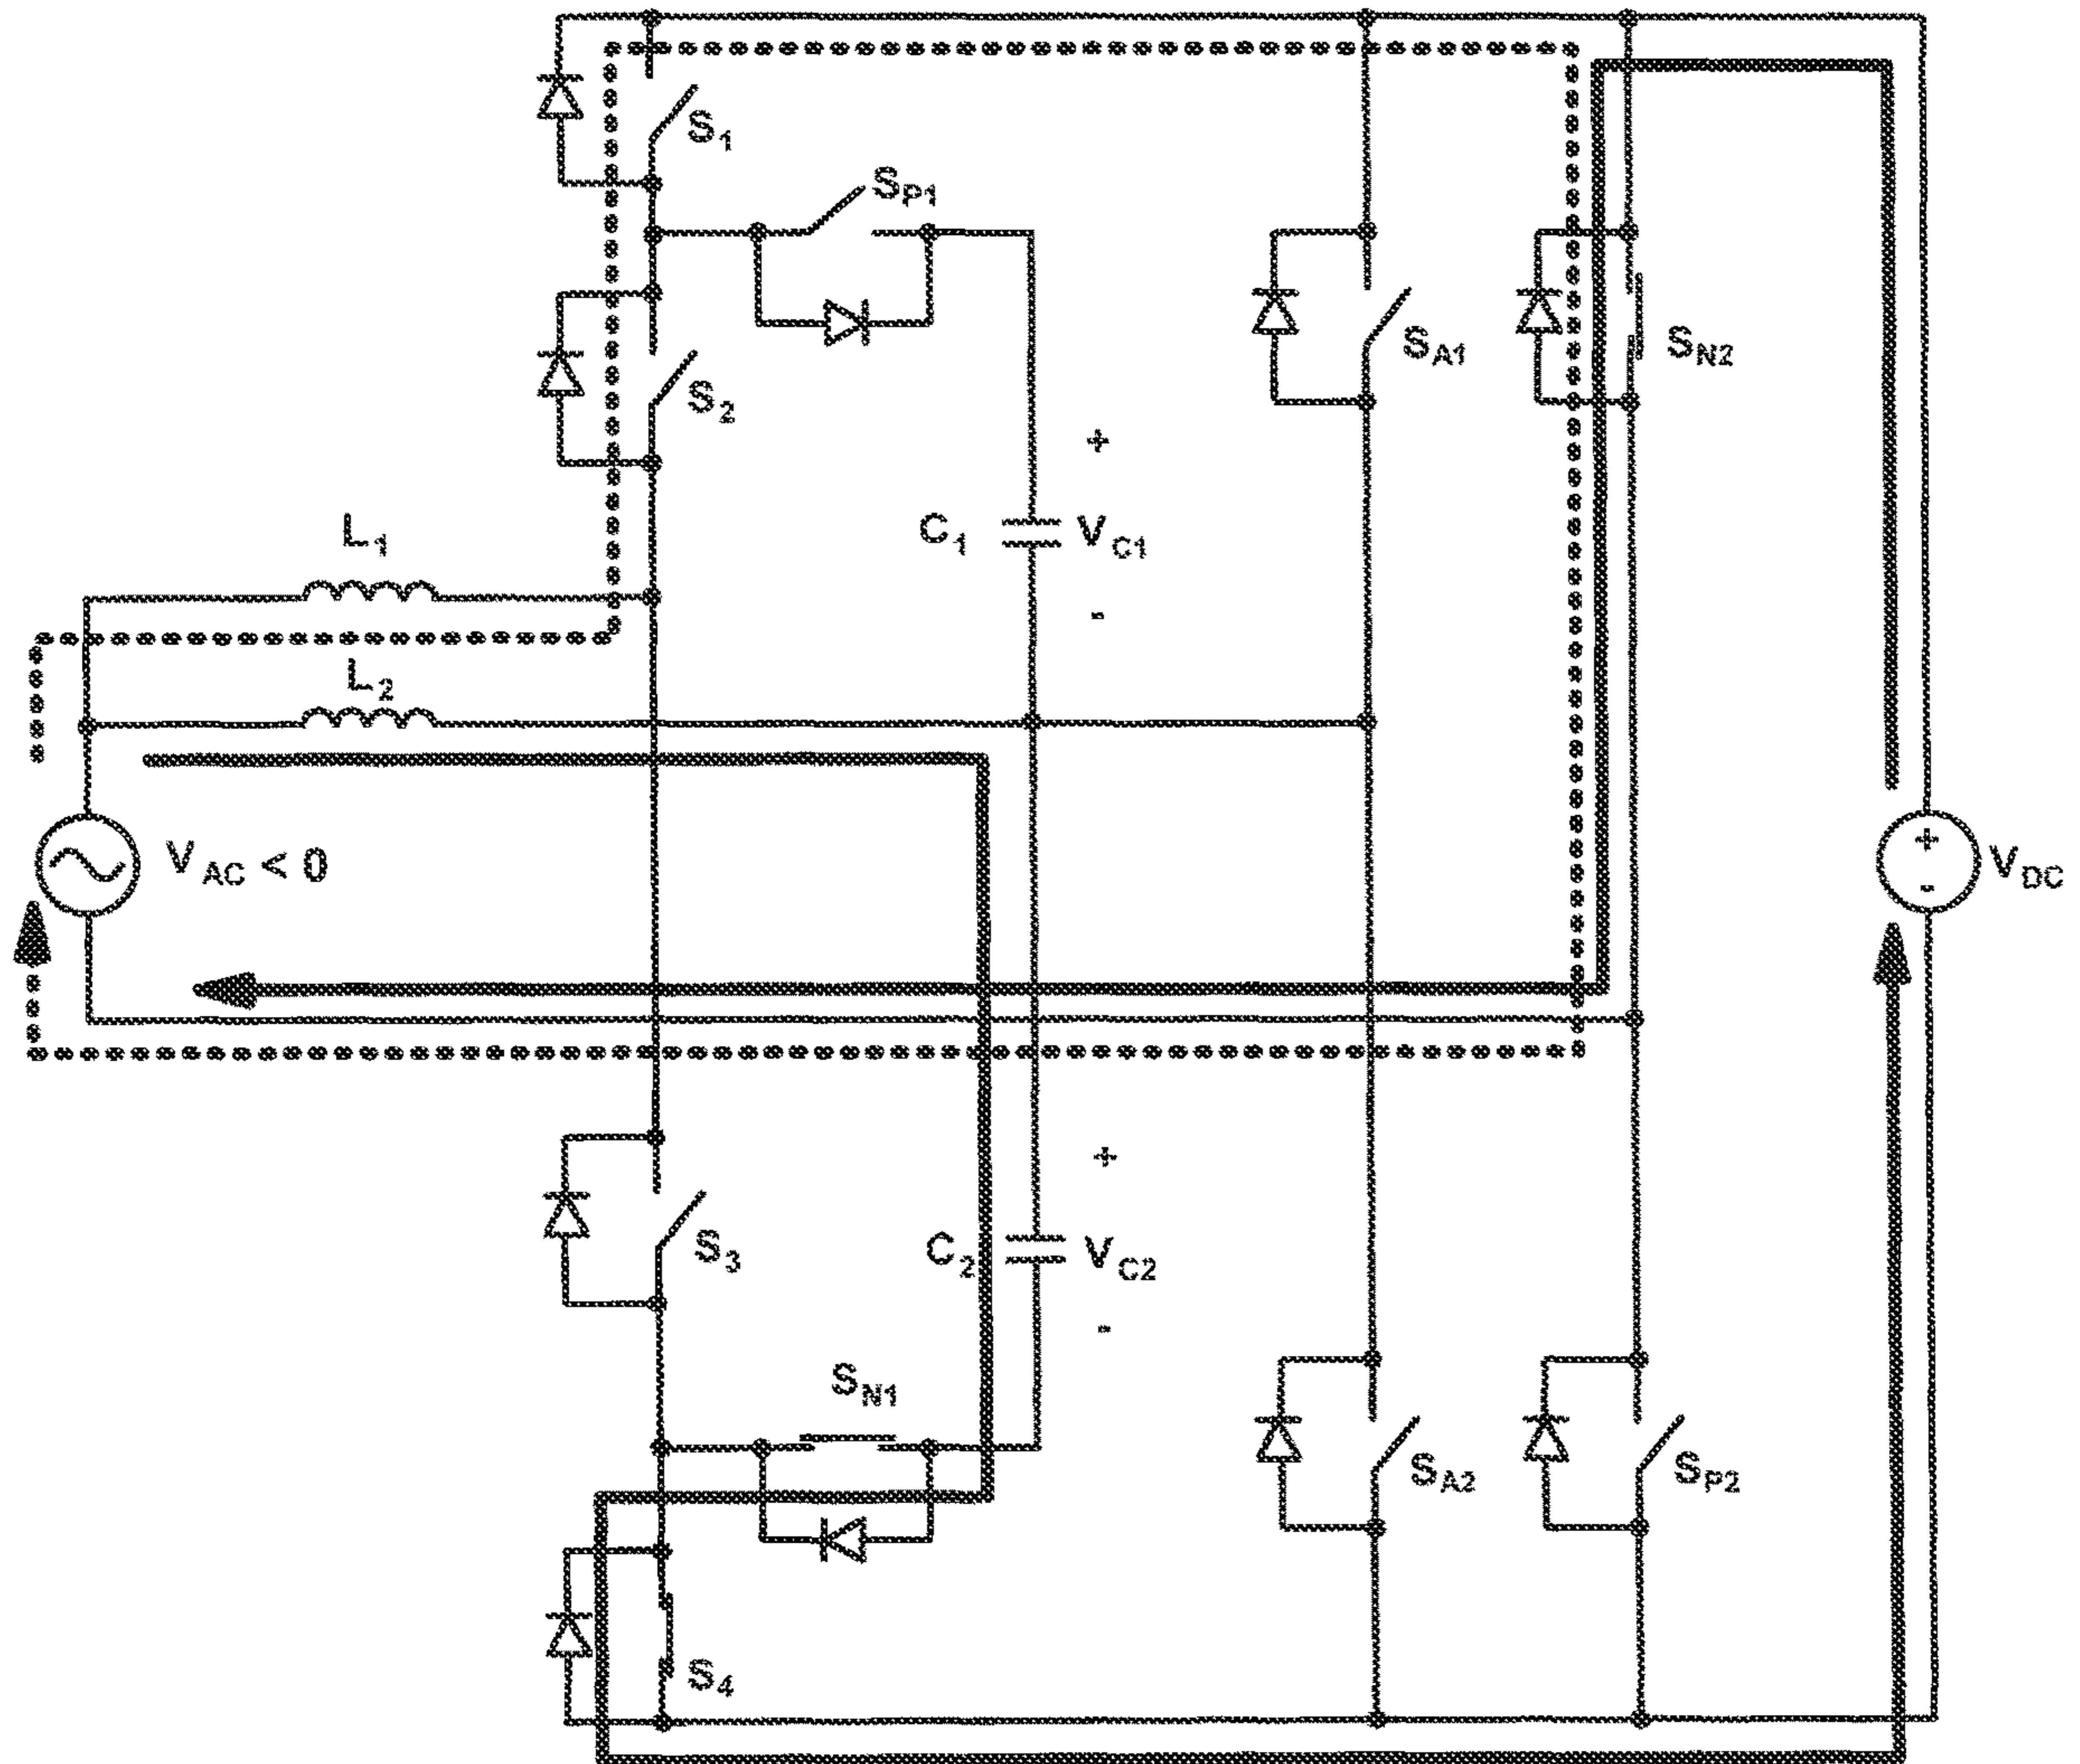 S1
SP1
SA1
SN2
S2
+
C1
VC1
-
L1
L2
VAC < 0
+
-
VDC
+
S3
C2
VC2
-
SN1
SA2
SP2
S4